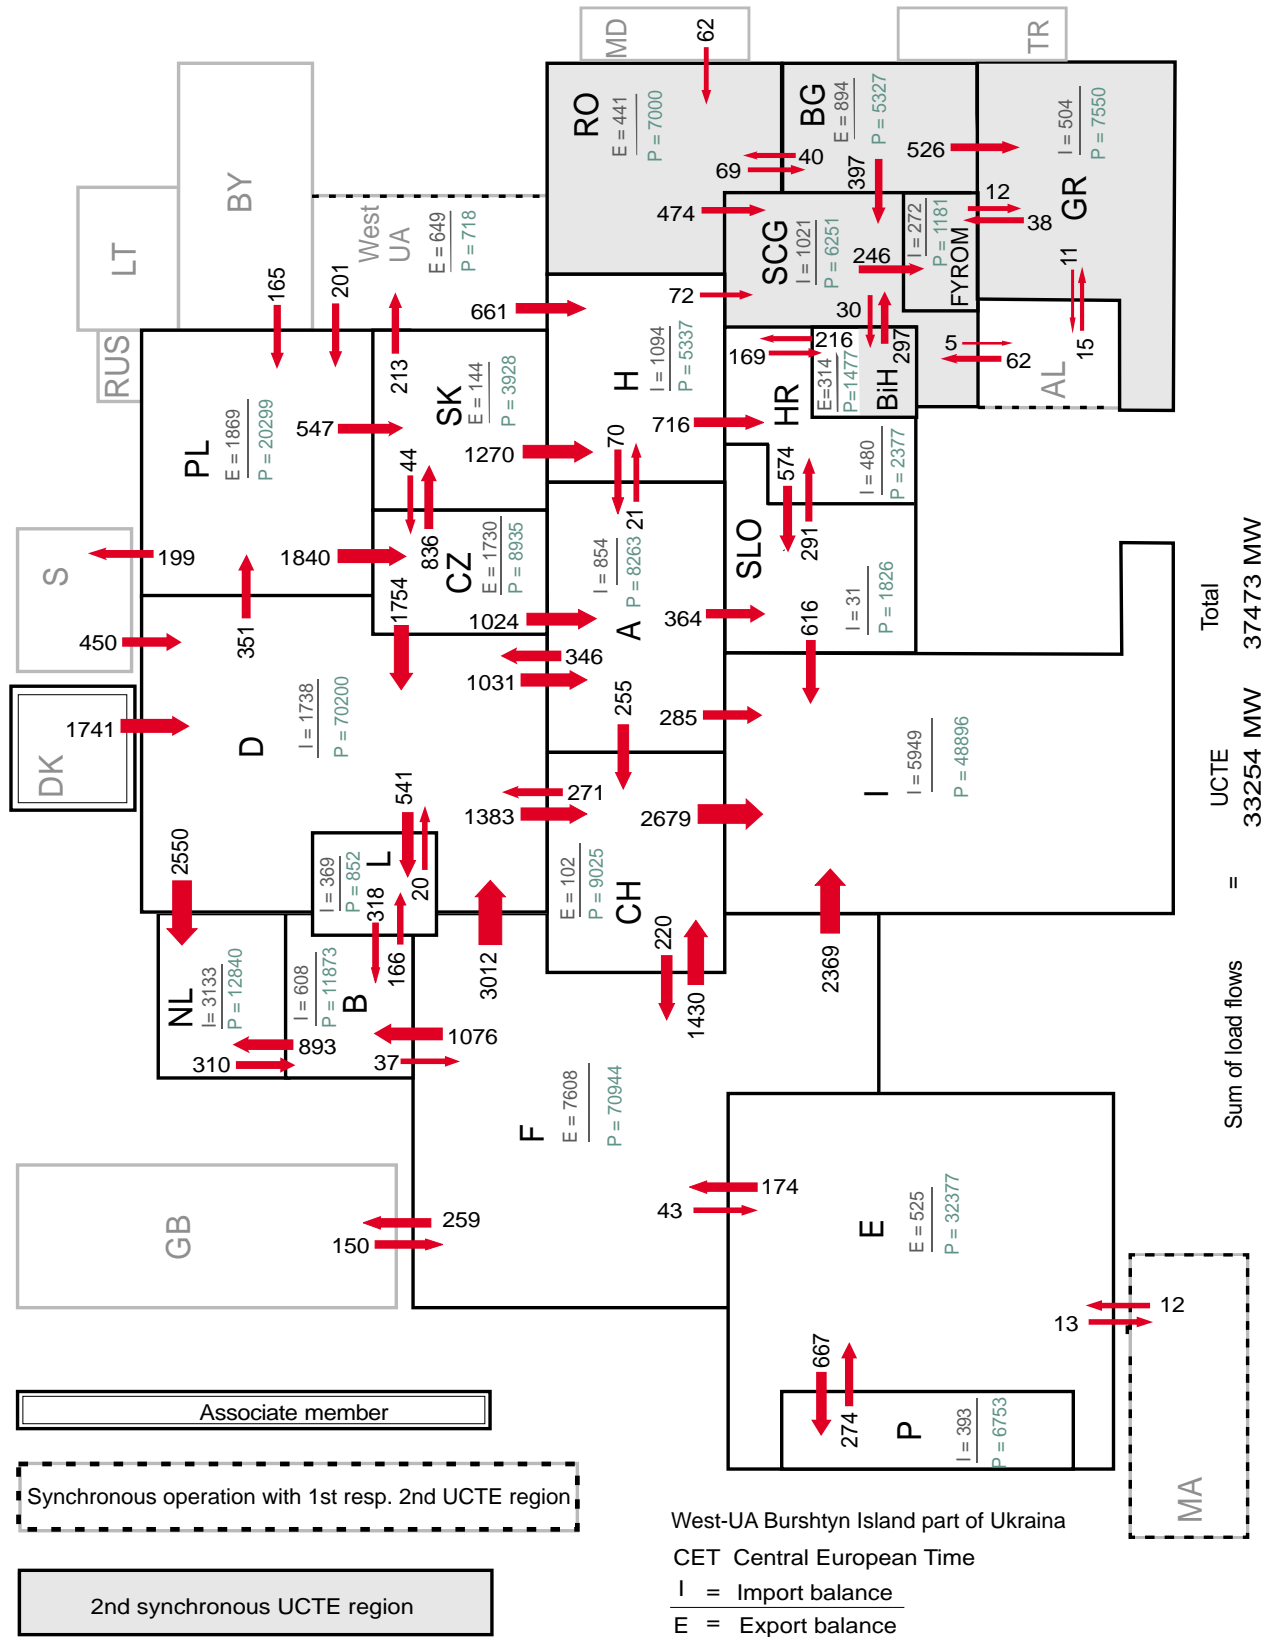 MD
62
TR
RO
E = 441
P = 7000
BG
E = 894
P = 5327
I = 504
P = 7550
GR
526
40
69
397
12
38
474
SCG
I = 1021
P = 6251
246
I = 272
P = 1181
FYROM
11
15
BY
LT
RUS
West
UA
E = 649
P = 718
165
201
661
72
30
5
62
AL
213
216
169
297
E=314
P=1477
BiH
PL
E = 1869
P = 20299
547
SK
E = 144
P = 3928
H
I = 1094
P = 5337
HR
716
1270
70
44
574
I = 480
P = 2377
21
291
SLO
S
199
1840
836
CZ
E = 1730
P = 8935
I = 854
P = 8263
A
351
1754
1024
364
616
I = 31
P = 1826
450
346
1031
255
285
1741
DK
D
I = 1738
P = 70200
541
271
1383
2679
I
I = 5949
P = 48896
2550
I = 369
P = 852
L
318
20
E = 102
P = 9025
CH
NL
I= 3133
P = 12840
I = 608
P = 11873
B
166
3012
220
1430
2369
893
310
37
1076
F
E = 7608
P = 70944
GB
259
150
174
43
E
E = 525
P = 32377
12
13
667
274
P
I = 393
P = 6753
MA
Sum of load flows = UCTE 33254 MW Total 37473 MW
Associate member
Synchronous operation with 1st resp. 2nd UCTE region
2nd synchronous UCTE region
West-UA Burshtyn Island part of Ukraina
CET Central European Time
I = Import balance
E = Export balance